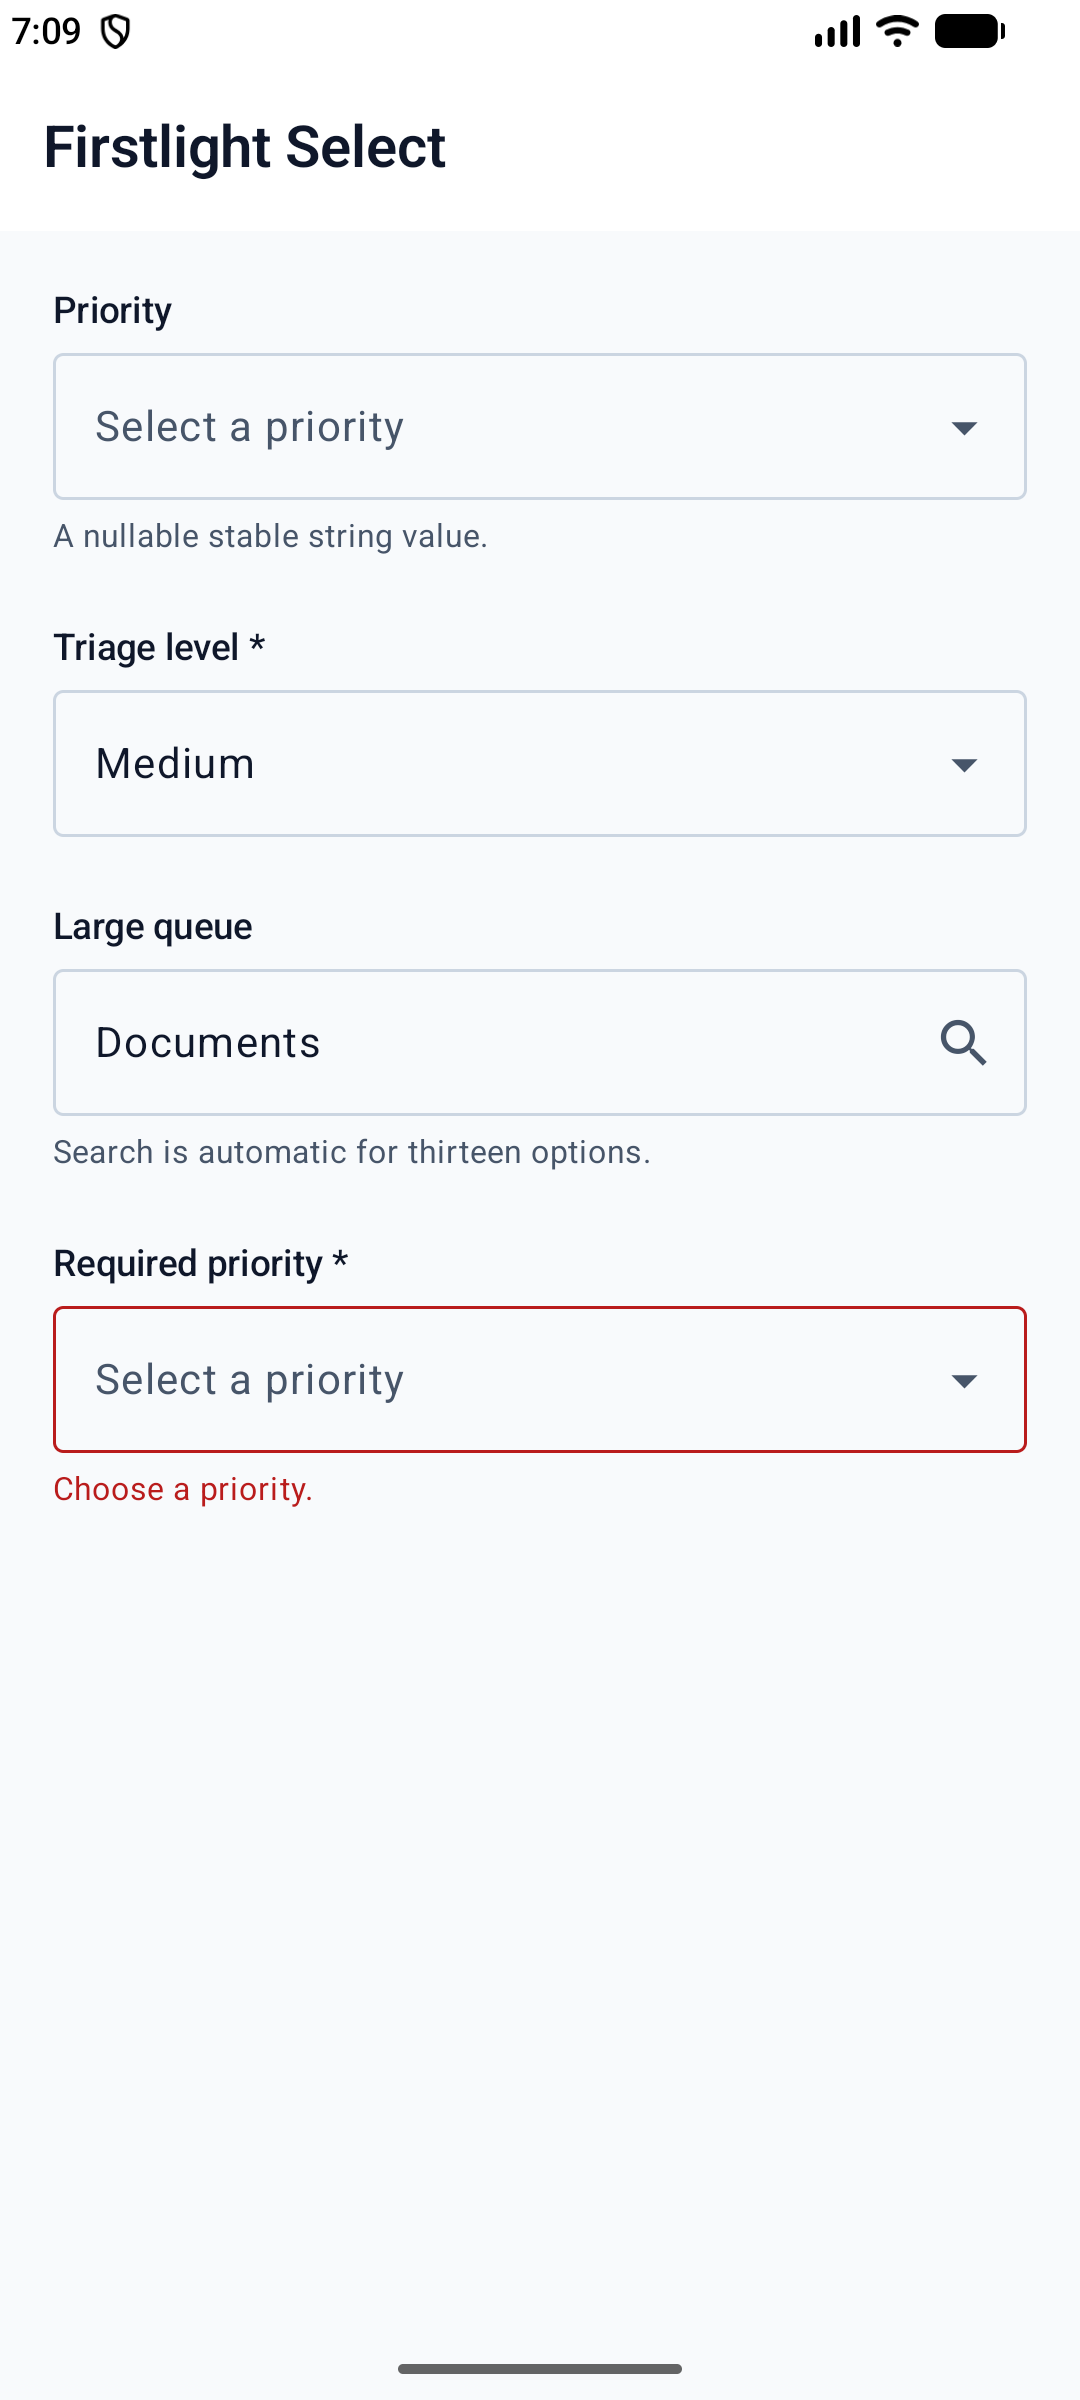 7:09
Firstlight Select
Priority
Select a priority
A nullable stable string value.
Triage level *
Medium
Large queue
Documents
Search is automatic for thirteen options.
Required priority *
Select a priority
Choose a priority.